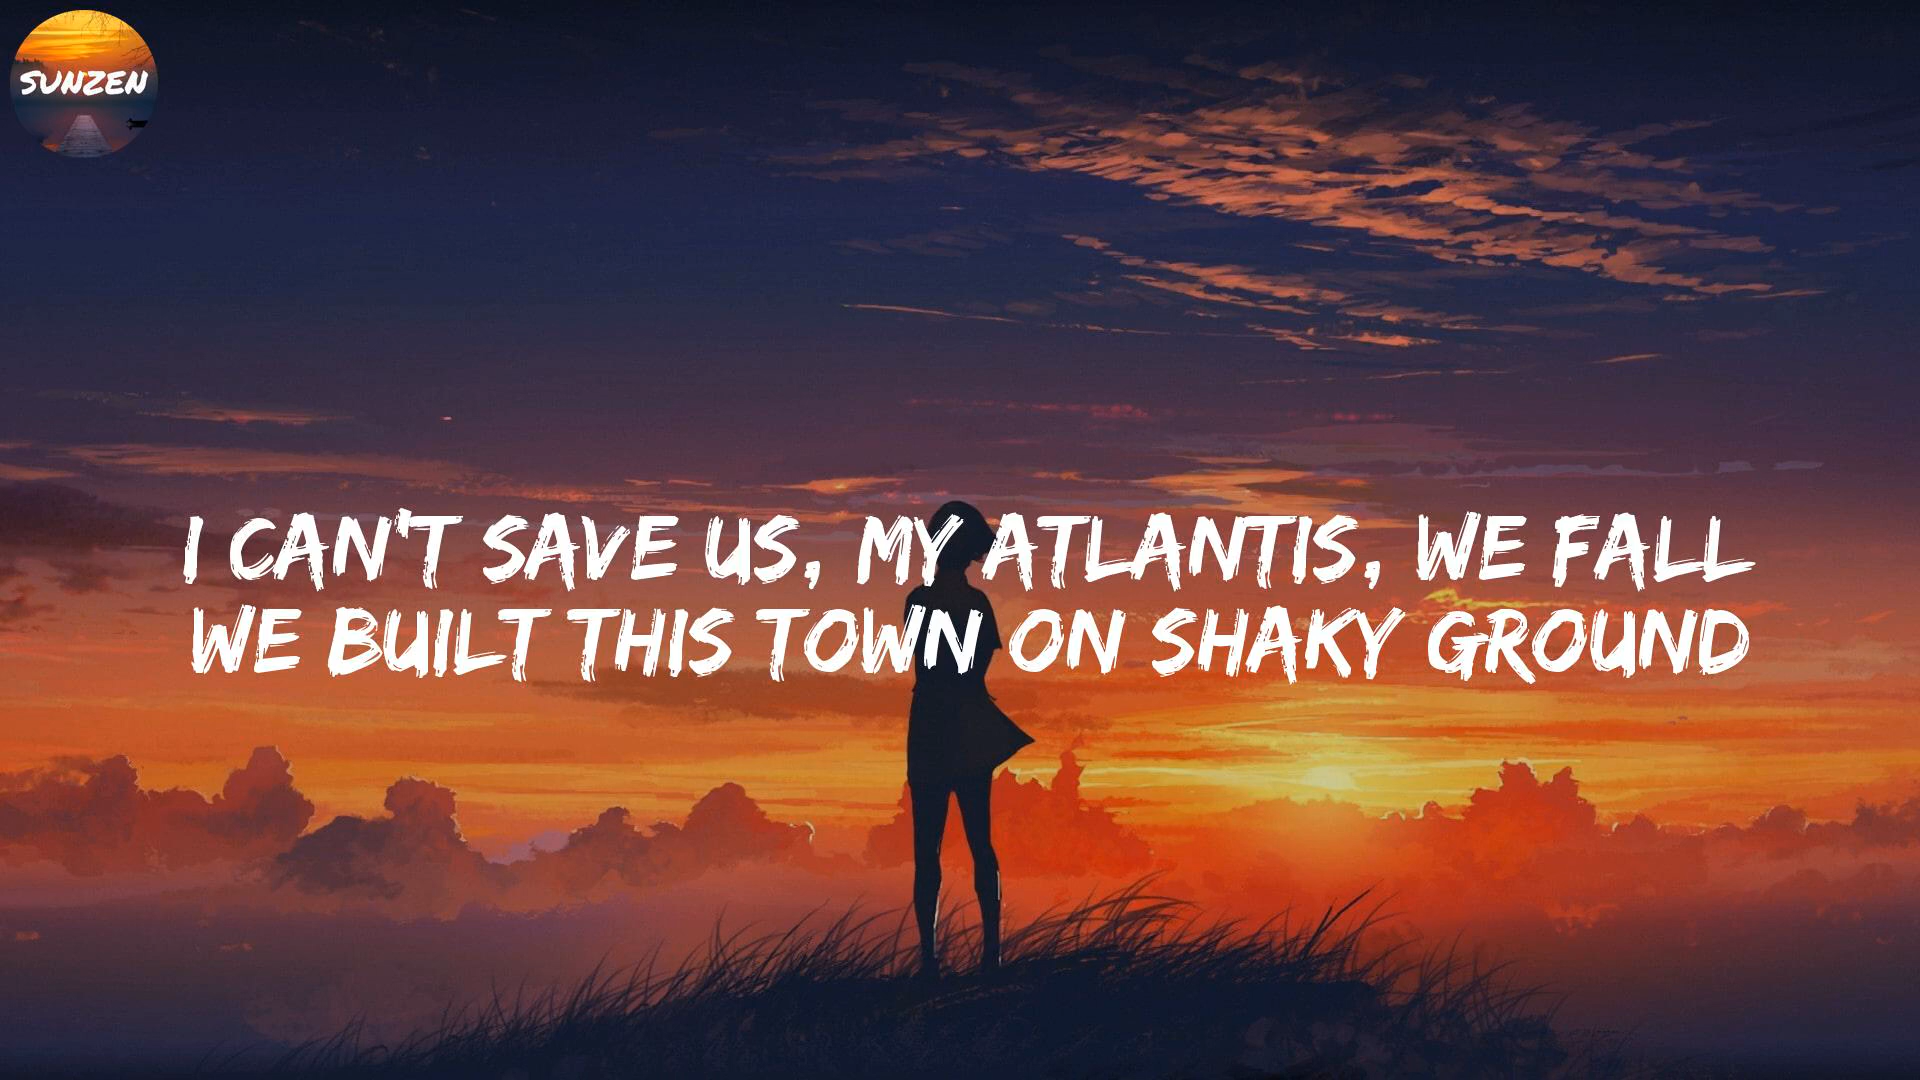 SUNZEN
I CAN'T SAVE US, MY ATLANTIS, WE FALL
WE BUILT THIS TOWN ON SHAKY GROUND